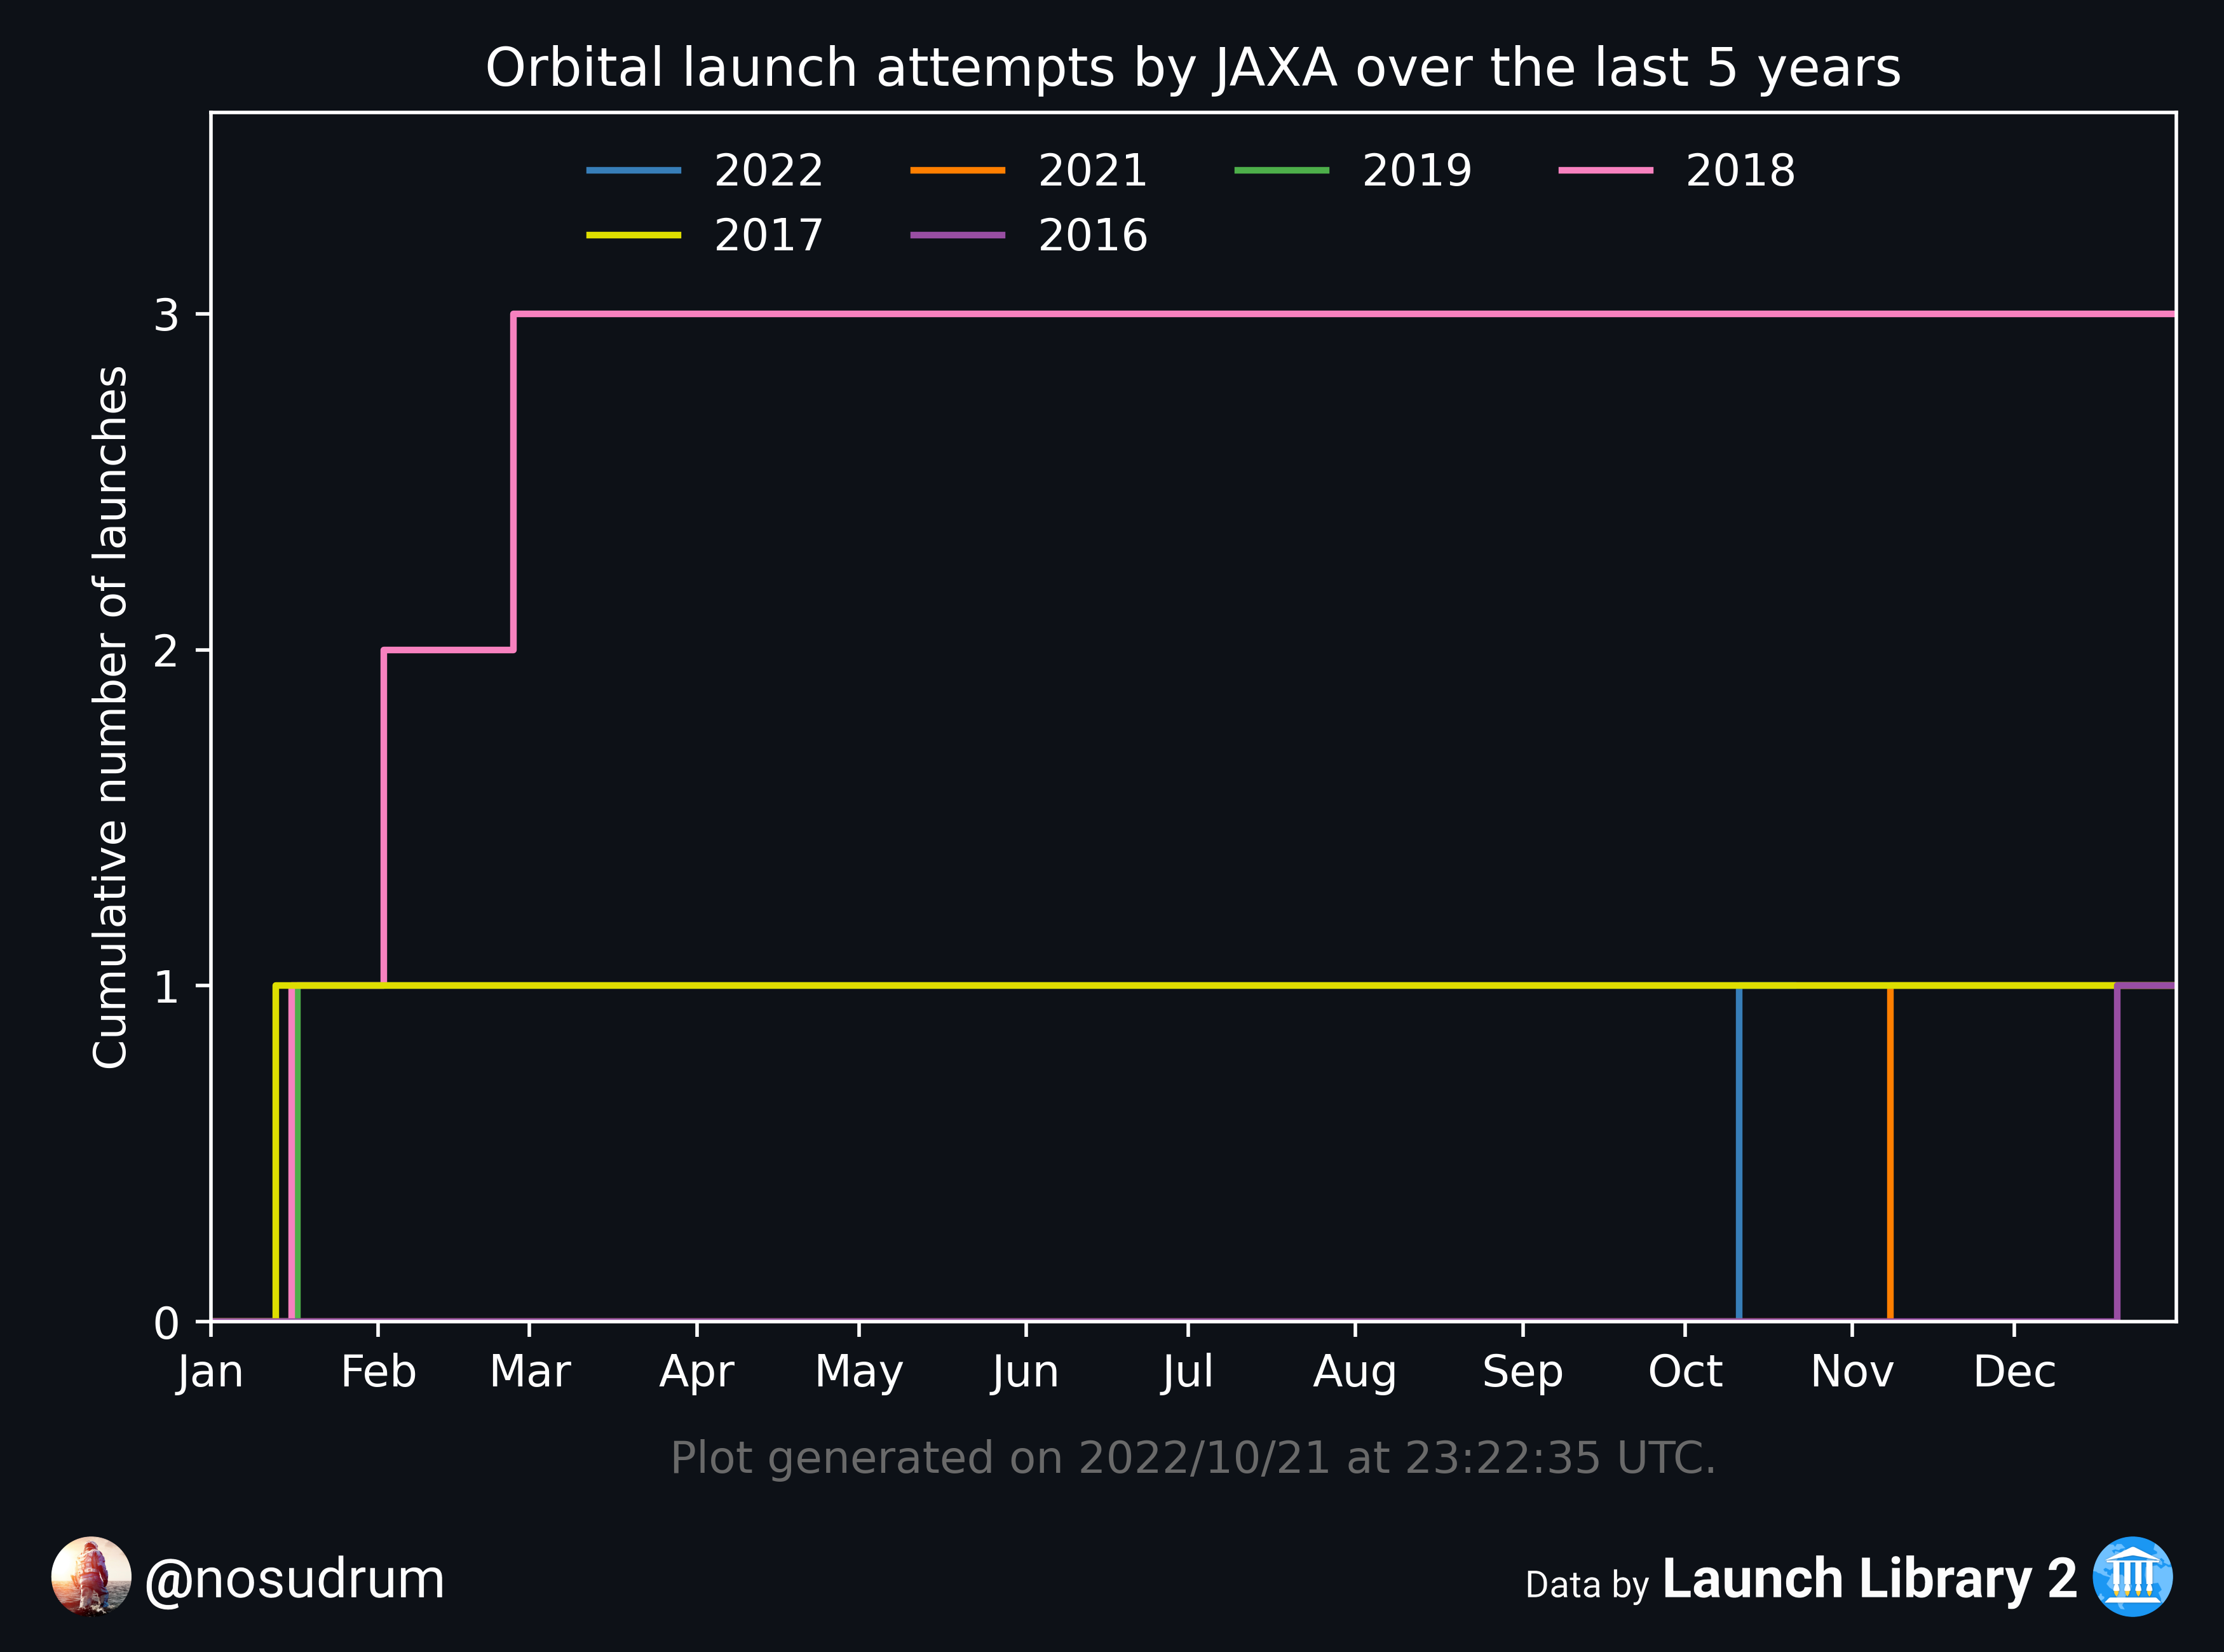 Orbital launch attempts by JAXA over the last 5 years
2022 2021 2019 2018
2017 2016
Cumulative number of launches
3
2
1
0
Jan Feb Mar Apr May Jun Jul Aug Sep Oct Nov Dec
Plot generated on 2022/10/21 at 23:22:35 UTC.
@nosudrum
Data by Launch Library 2